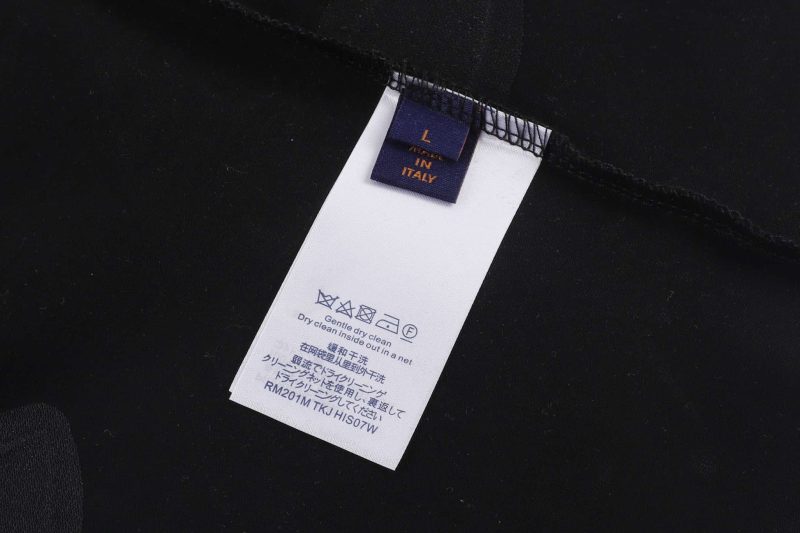 L
MADE
IN
ITALY
Gentle dry clean
Dry clean inside out in a net
缓和干洗
在网袋里从里到外干洗
弱流でドライクリーニング
クリーニングネットを使用し、裏返して
ドライクリーニングしてください
RM201M TKJ HIS07W